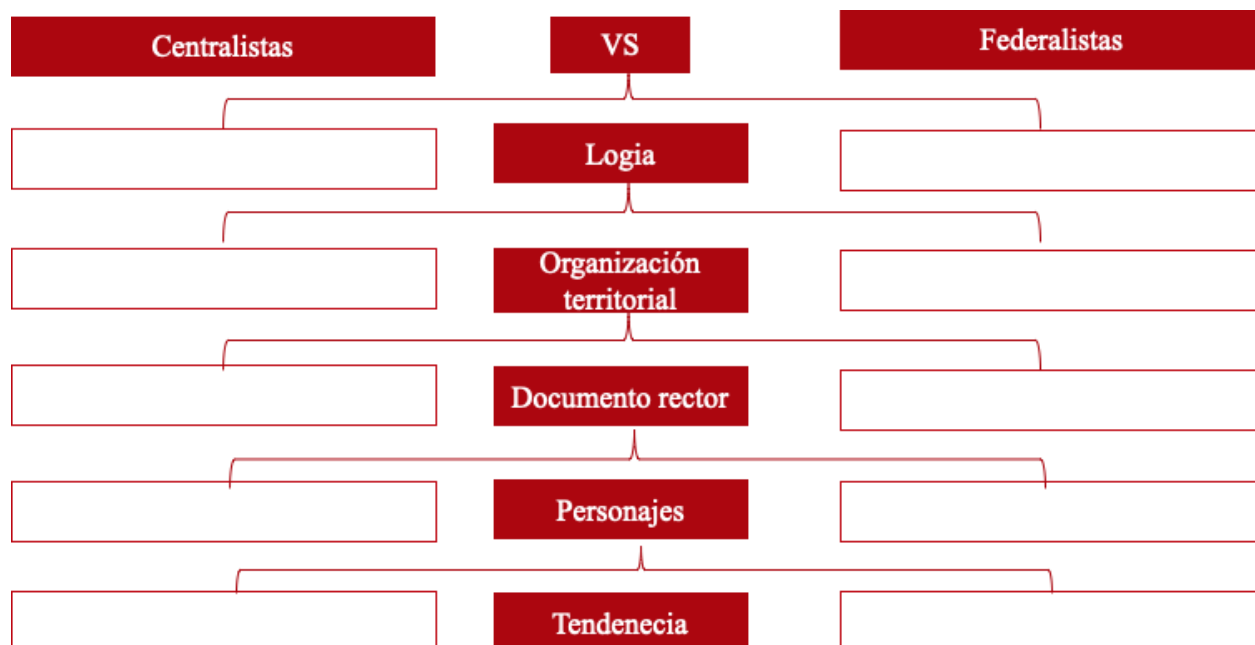 Centralistas
VS
Federalistas
Logia
Organización
territorial
Documento rector
Personajes
Tendenecia